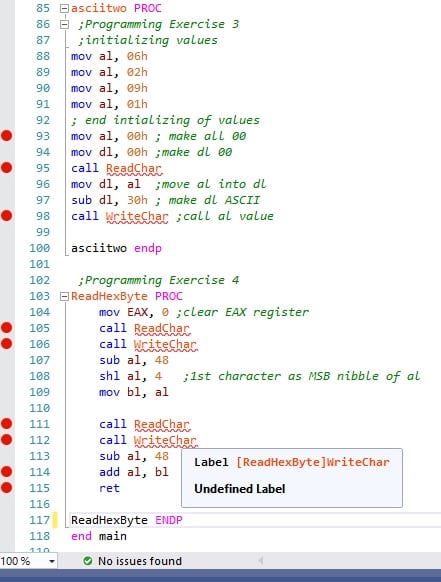 85 asciitwo PROC
86 ;Programming Exercise 3
87 ;initializing values
88 mov al, 06h
89 mov al, 02h
90 mov al, 09h
91 mov al, 01h
92 ; end intializing of values
93 mov al, 00h ; make all 00
94 mov dl, 00h ;make dl 00
95 call ReadChar
96 mov dl, al ;move al into dl
97 sub dl, 30h ; make dl ASCII
98 call WriteChar ;call al value
99
100 asciitwo endp
101
102 ;Programming Exercise 4
103 ReadHexByte PROC
104 mov EAX, 0 ;clear EAX register
105 call ReadChar
106 call WriteChar
107 sub al, 48
108 shl al, 4 ;1st character as MSB nibble of al
109 mov bl, al
110
111 call ReadChar
112 call WriteChar
113 sub al, 48
Label [ReadHexByte]WriteChar
114 add al, bl
Undefined Label
115 ret
116
117 ReadHexByte ENDP
118 end main
100 % No issues found